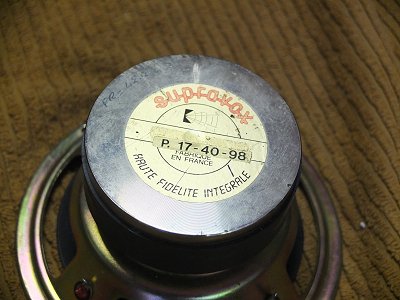 supravox
P. 17-40-98
FABRIQUE
EN FRANCE
HAUTE FIDELITE INTEGRALE